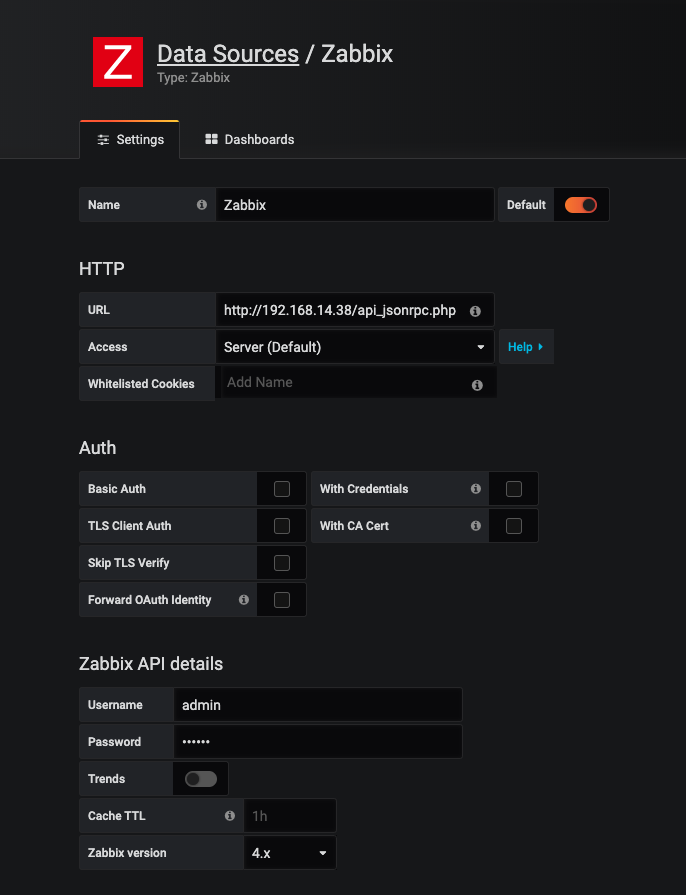 Z
Data Sources / Zabbix
Type: Zabbix
Settings
Dashboards
Name
Zabbix
Default
HTTP
URL
http://192.168.14.38/api_jsonrpc.php
Access
Server (Default)
Help
Whitelisted Cookies
Add Name
Auth
Basic Auth
With Credentials
TLS Client Auth
With CA Cert
Skip TLS Verify
Forward OAuth Identity
Zabbix API details
Username
admin
Password
••••••
Trends
Cache TTL
1h
Zabbix version
4.x